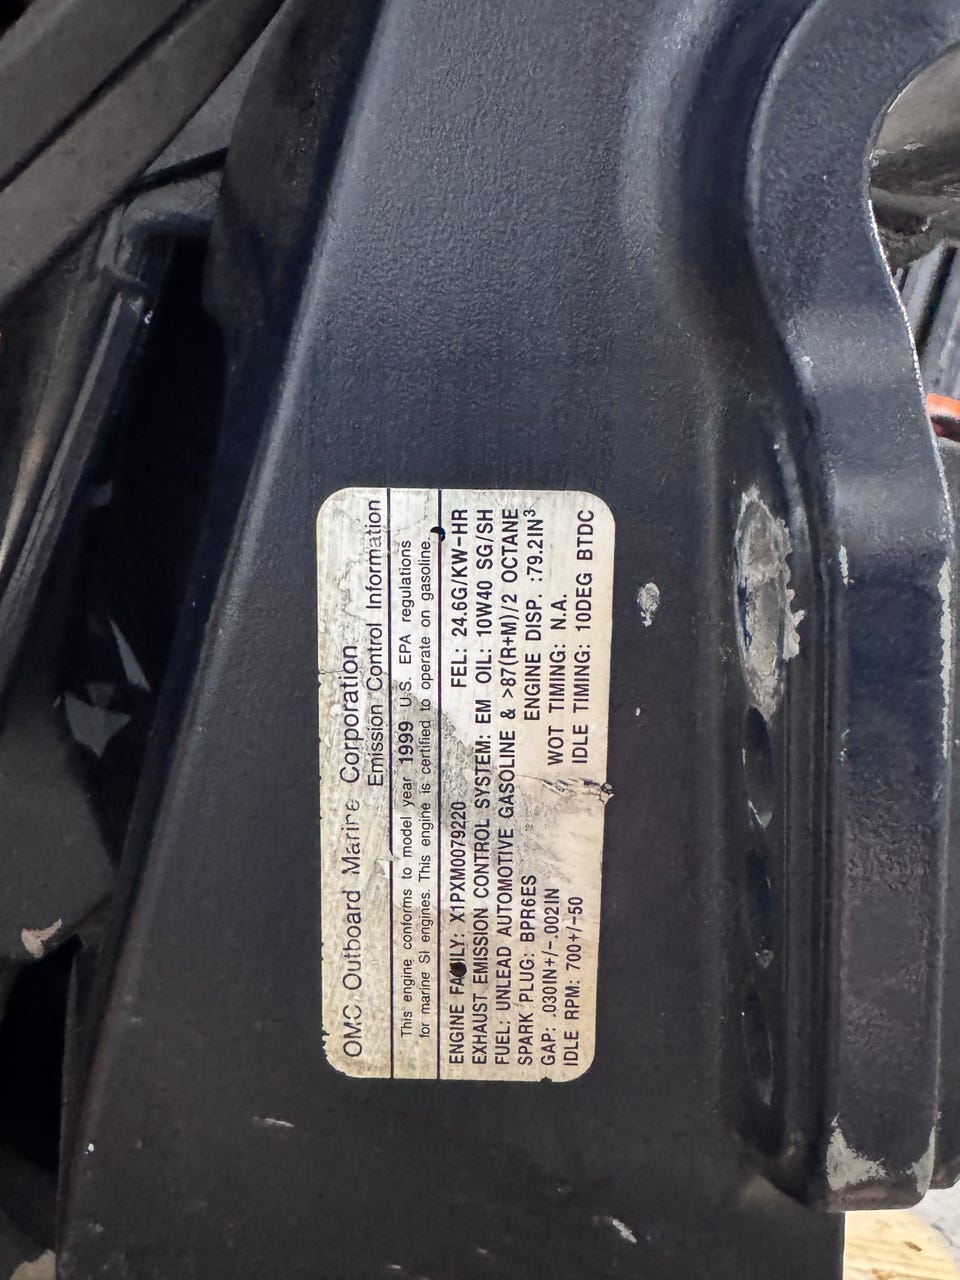 OMC Outboard Marine Corporation
Emission Control Information
This engine conforms to model year 1999 U.S. EPA regulations
for marine SI engines. This engine is certified to operate on gasoline.
ENGINE FAMILY: X1PXM0079220 FEL: 24.6G/KW-HR
EXHAUST EMISSION CONTROL SYSTEM: EM OIL: 10W40 SG/SH
FUEL: UNLEAD AUTOMOTIVE GASOLINE & >87(R+M)/2 OCTANE
SPARK PLUG: BPR6ES ENGINE DISP. :79.2IN³
GAP: .030IN+/-.002IN WOT TIMING: N.A.
IDLE RPM: 700+/-50 IDLE TIMING: 10DEG BTDC